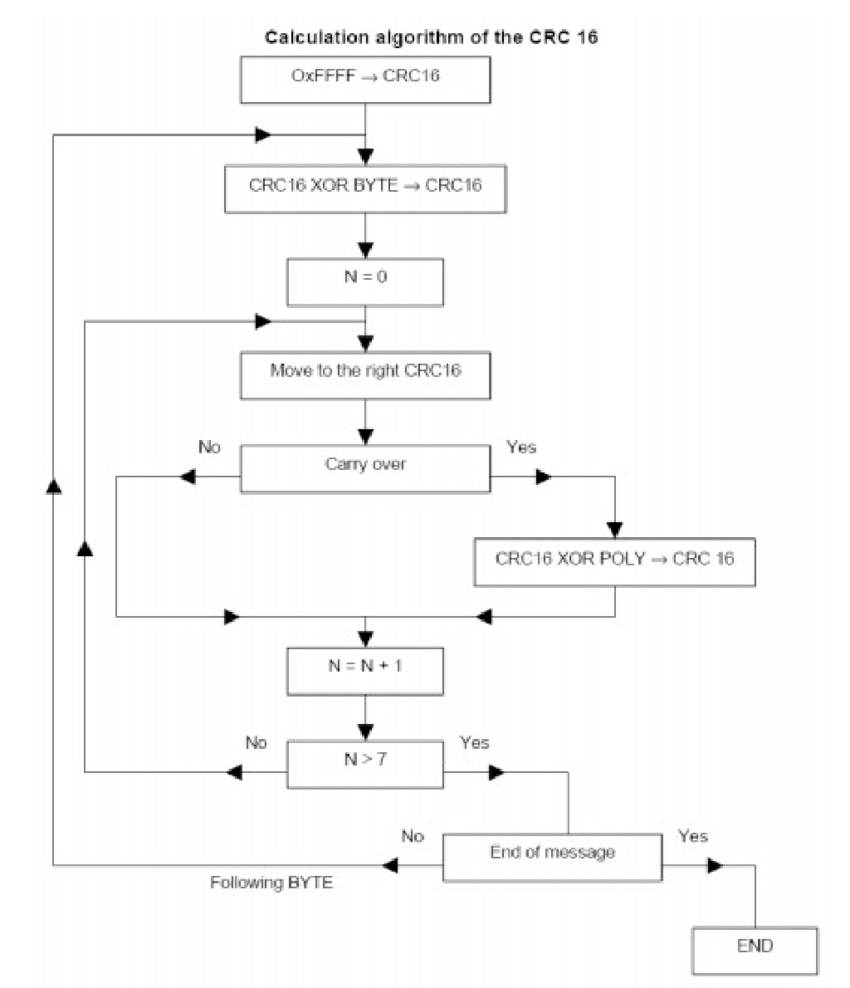 Calculation algorithm of the CRC 16
OxFFFF → CRC16
CRC16 XOR BYTE → CRC16
N = 0
Move to the right CRC16
No
Carry over
Yes
CRC16 XOR POLY → CRC 16
N = N + 1
No
N > 7
Yes
No
End of message
Yes
Following BYTE
END